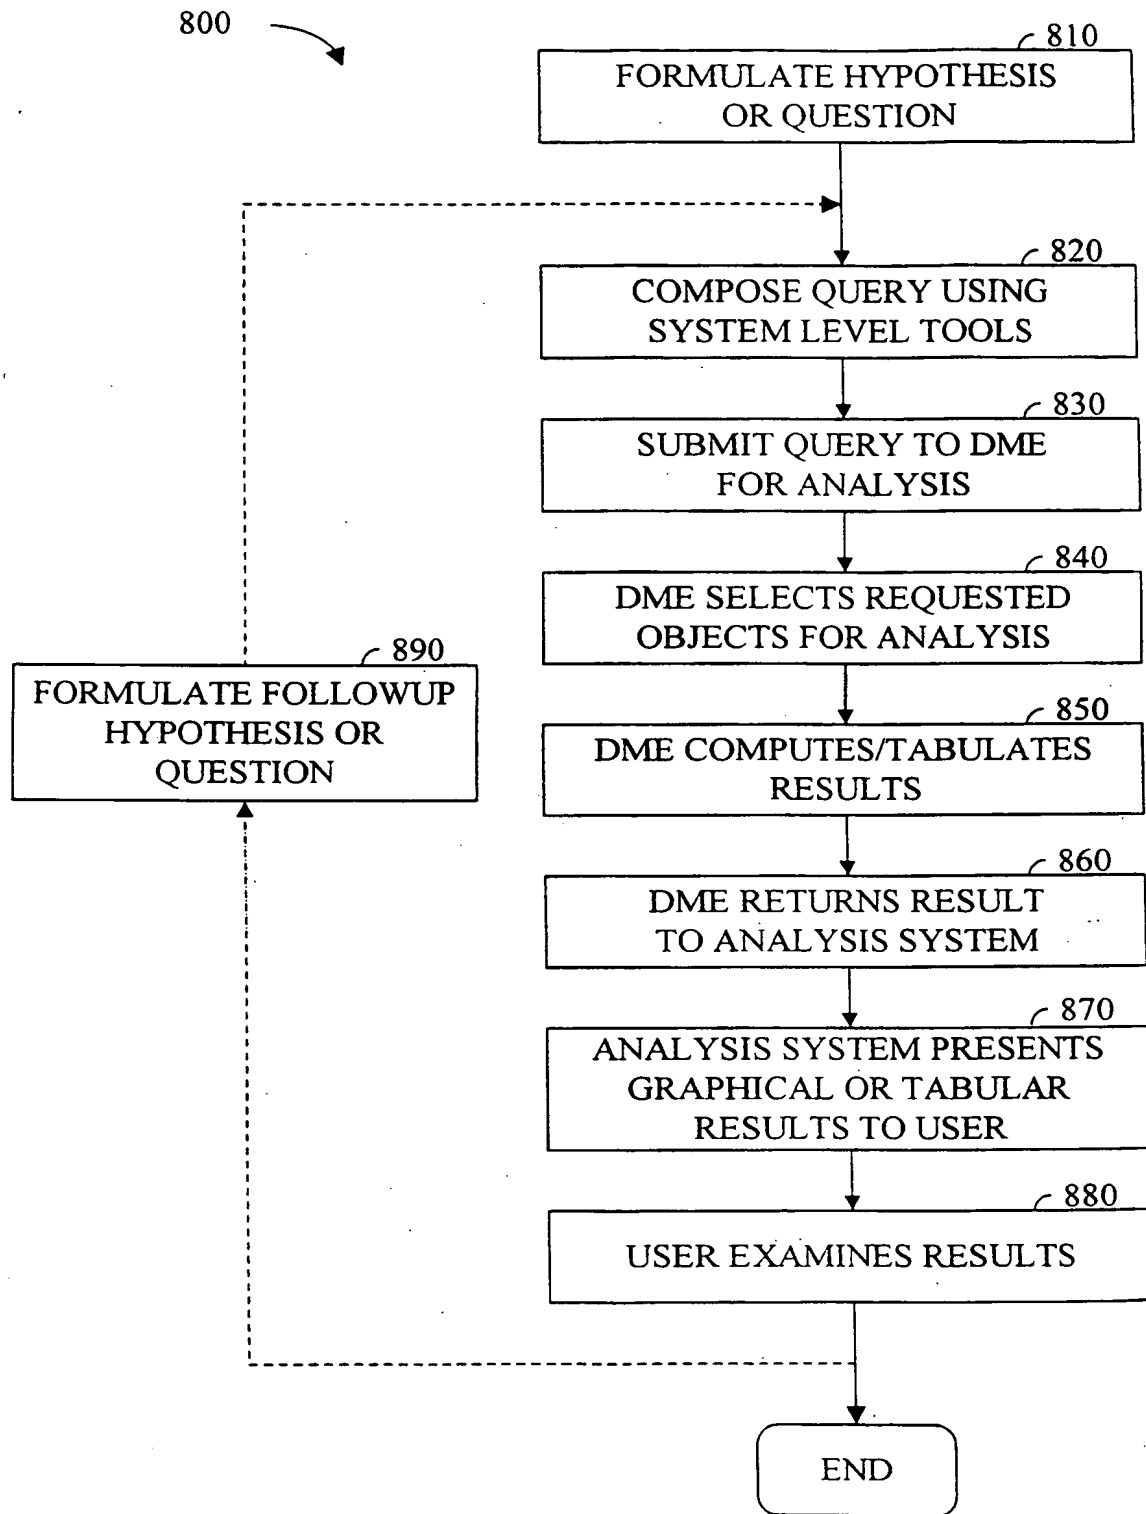 800
810
FORMULATE HYPOTHESIS
OR QUESTION
820
COMPOSE QUERY USING
SYSTEM LEVEL TOOLS
830
SUBMIT QUERY TO DME
FOR ANALYSIS
840
DME SELECTS REQUESTED
OBJECTS FOR ANALYSIS
890
FORMULATE FOLLOWUP
HYPOTHESIS OR
QUESTION
850
DME COMPUTES/TABULATES
RESULTS
860
DME RETURNS RESULT
TO ANALYSIS SYSTEM
870
ANALYSIS SYSTEM PRESENTS
GRAPHICAL OR TABULAR
RESULTS TO USER
880
USER EXAMINES RESULTS
END